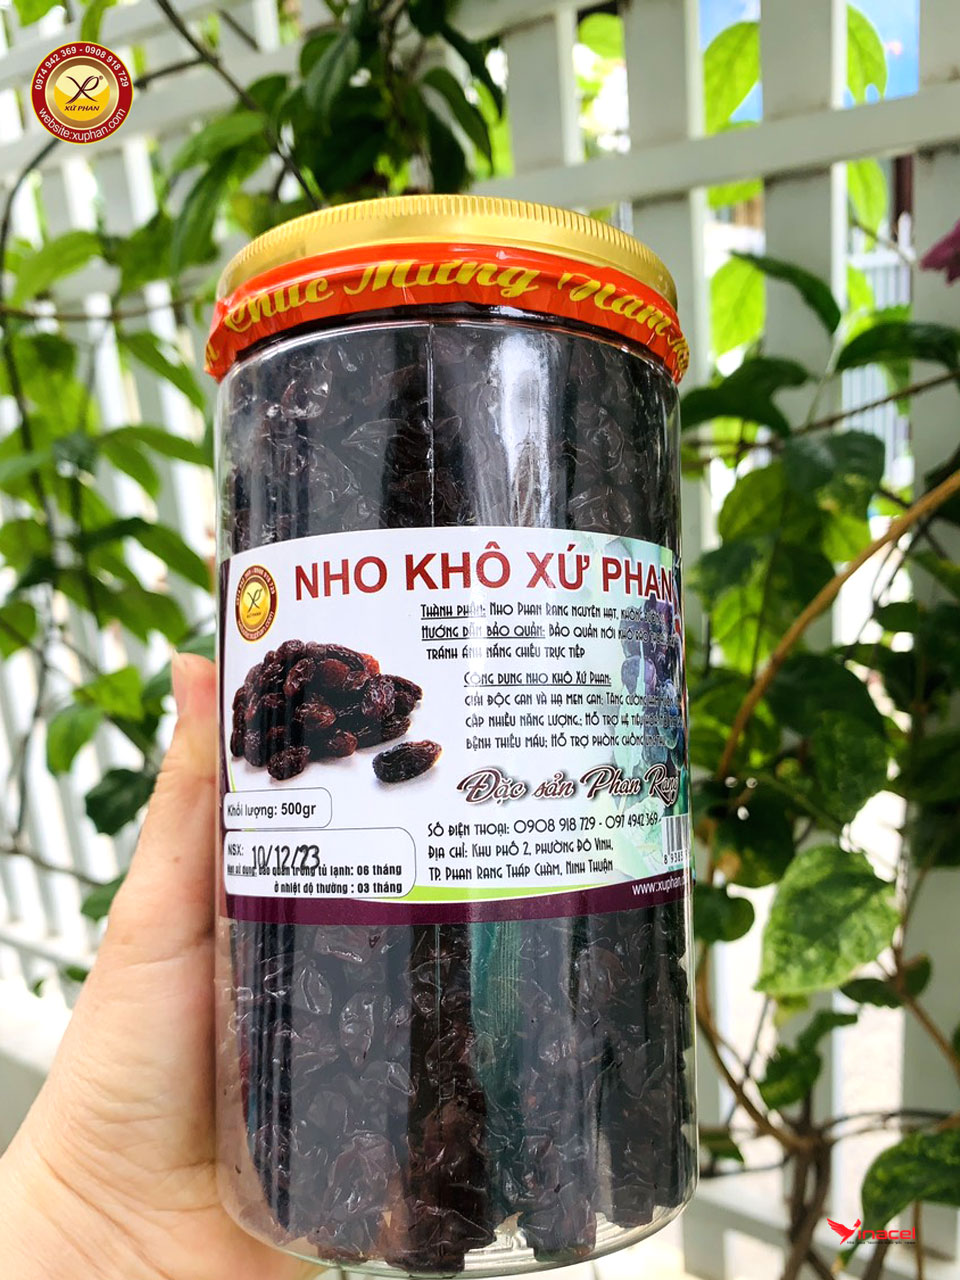 0974 942 369 - 0908 918 729
XỨ PHAN
website:xuphan.com
Chúc Mừng Năm
NHO KHÔ XỨ PHAN
Thành phần: Nho Phan Rang nguyên hạt, không
Hướng dẫn bảo quản: Bảo quản nơi khô ráo
tránh ánh nắng chiếu trực tiếp
Công dụng nho khô Xứ Phan:
Giải độc gan và hạ men gan; Tăng cường
cấp nhiều năng lượng; Hỗ trợ hệ tiêu
bệnh thiếu máu; Hỗ trợ phòng chống
Đặc sản Phan Rang
Khối lượng: 500gr
Số điện thoại: 0908 918 729 - 097 4942 369
Địa chỉ: Khu phố 2, phường Đô Vinh,
TP. Phan Rang Tháp Chàm, Ninh Thuận
NSX: 10/12/23
bảo quản trong tủ lạnh: 06 tháng
ở nhiệt độ thường : 03 tháng
8 9385
www.xuphan.
inacel